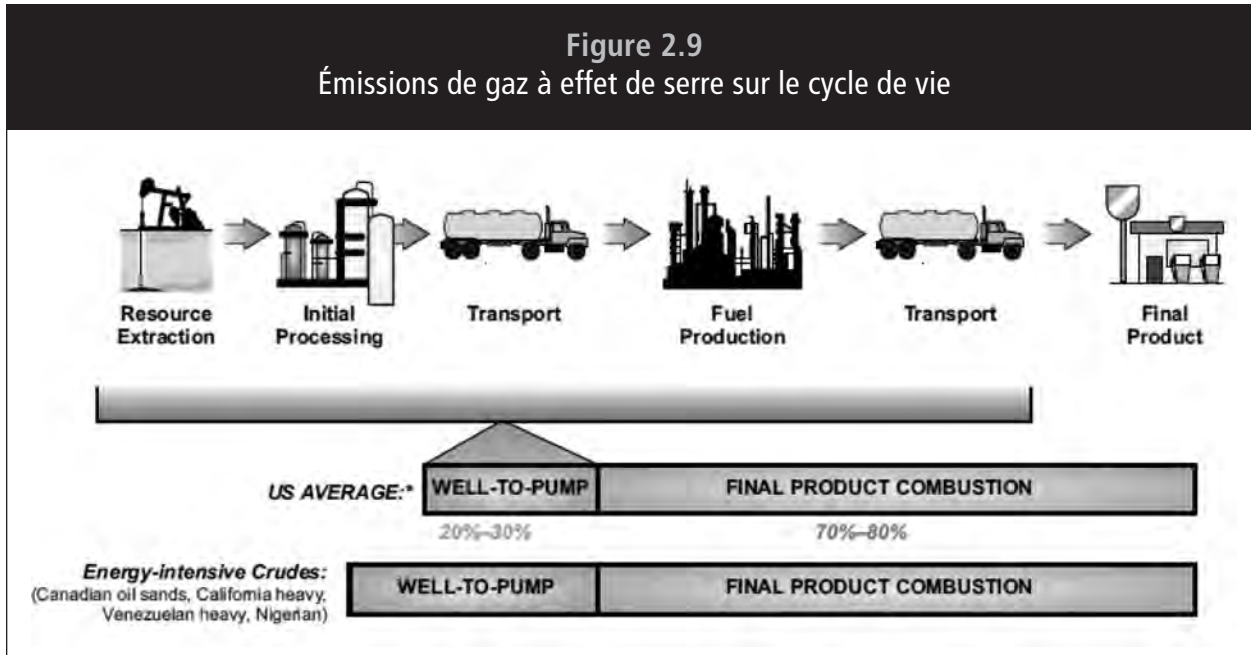 Figure 2.9
Émissions de gaz à effet de serre sur le cycle de vie
Resource
Extraction
Initial
Processing
Transport
Fuel
Production
Transport
Final
Product
US AVERAGE:*
WELL-TO-PUMP
FINAL PRODUCT COMBUSTION
20%–30%
70%–80%
Energy-intensive Crudes:
(Canadian oil sands, California heavy,
Venezuelan heavy, Nigerian)
WELL-TO-PUMP
FINAL PRODUCT COMBUSTION